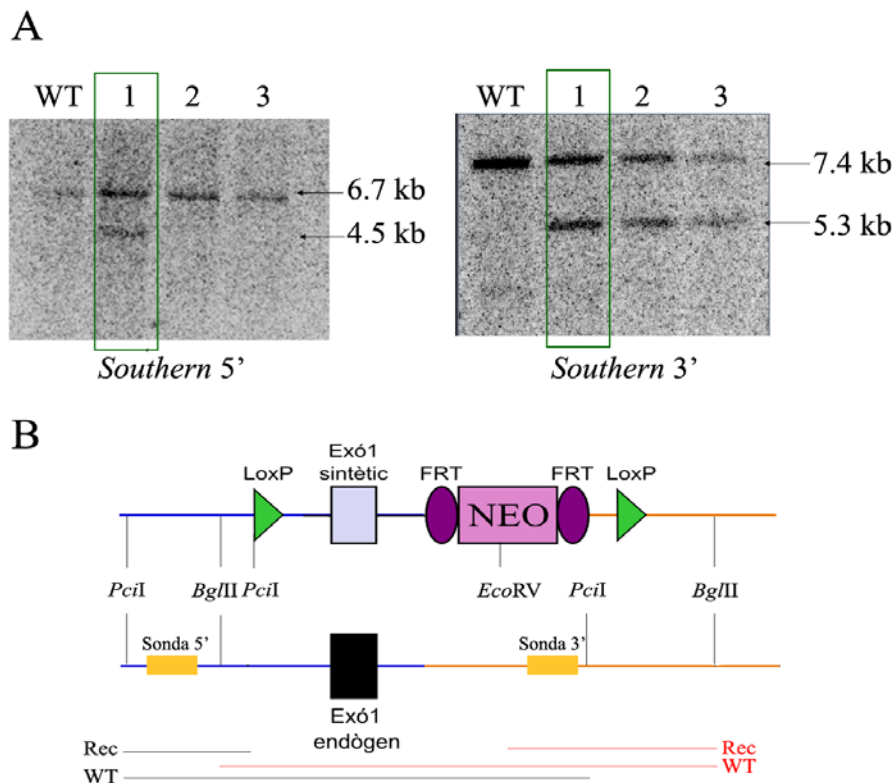 A
WT 1 2 3
6.7 kb
4.5 kb
Southern 5’
WT 1 2 3
7.4 kb
5.3 kb
Southern 3’
B
LoxP
Exó1
sintètic
FRT
NEO
FRT
LoxP
PciI BglII PciI EcoRV PciI BglII
Sonda 5’
Sonda 3’
Exó1
endògen
Rec
Rec
WT
WT